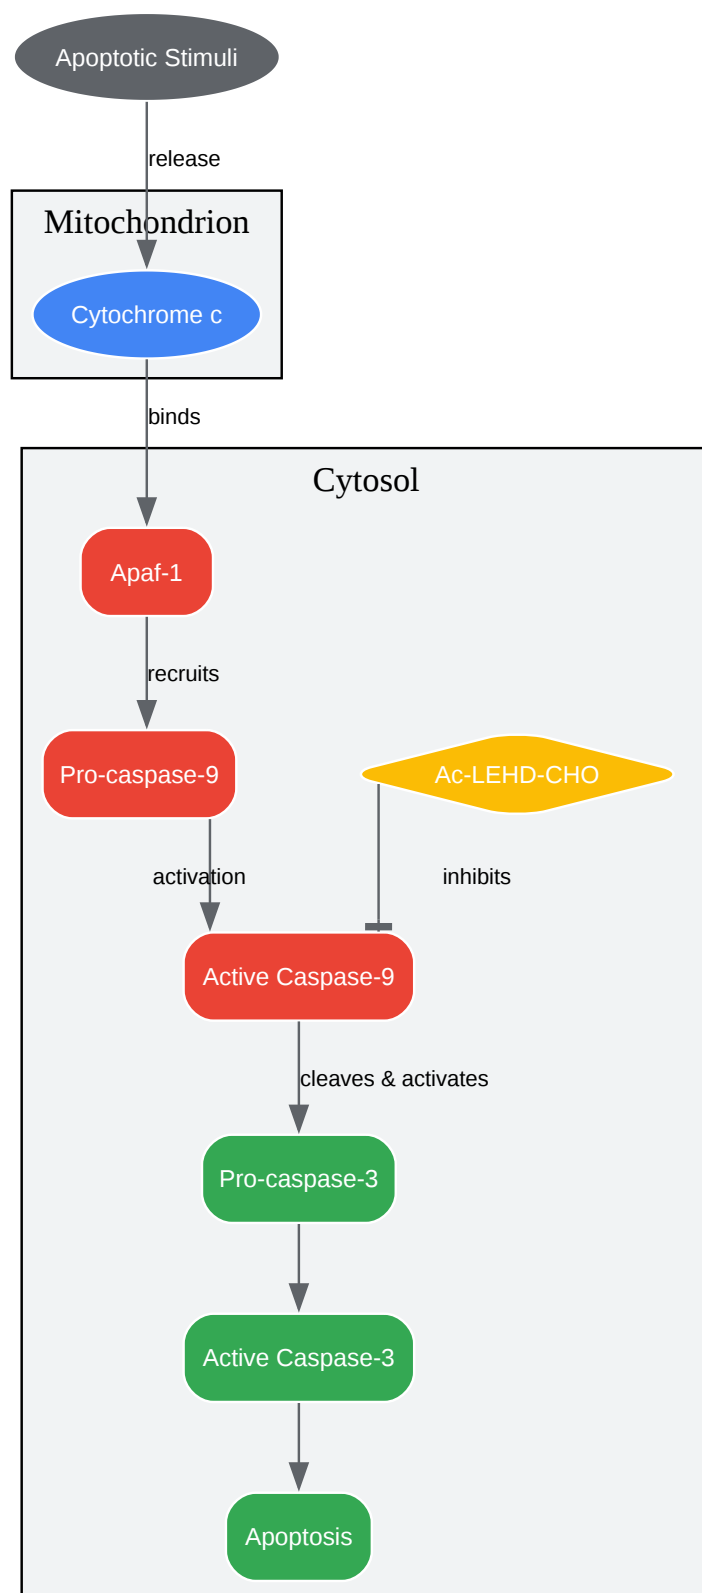 Apoptotic Stimuli
release
Mitochondrion
Cytochrome c
binds
Cytosol
Apaf-1
recruits
Pro-caspase-9
Ac-LEHD-CHO
activation
inhibits
Active Caspase-9
cleaves & activates
Pro-caspase-3
Active Caspase-3
Apoptosis